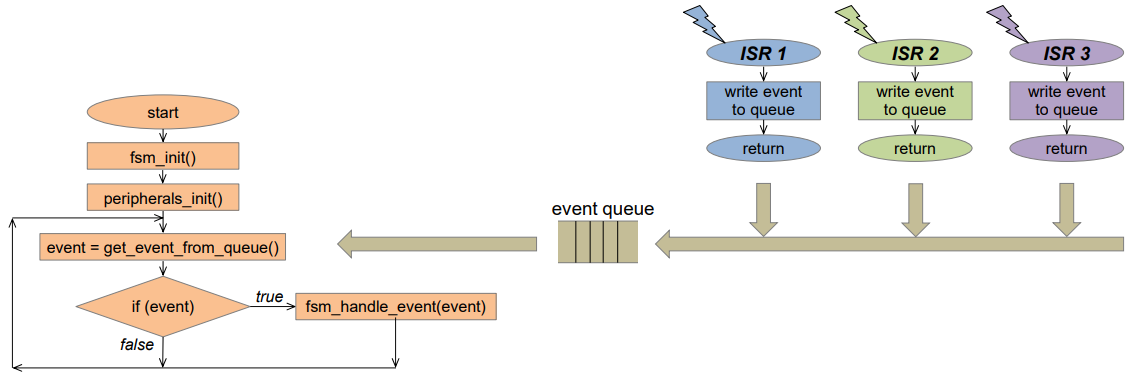 ISR 1
write event
to queue
return
ISR 2
write event
to queue
return
ISR 3
write event
to queue
return
start
fsm_init()
peripherals_init()
event = get_event_from_queue()
if (event)
true
fsm_handle_event(event)
false
event queue